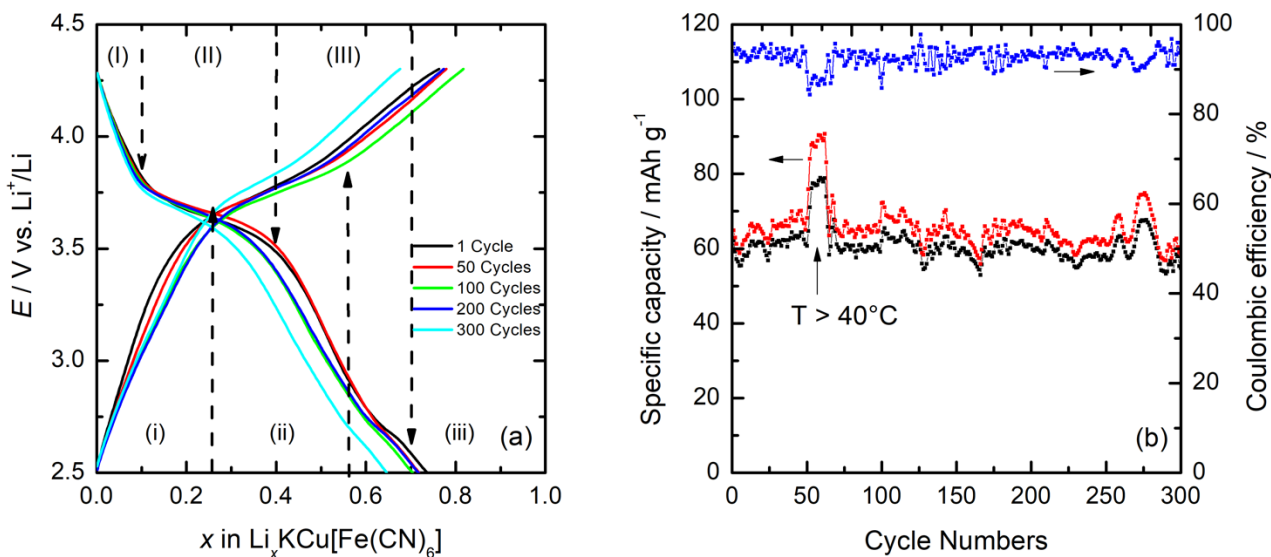 4.5
4.0
3.5
3.0
2.5
E / V vs. Li⁺/Li
(I)
(II)
(III)
1 Cycle
50 Cycles
100 Cycles
200 Cycles
300 Cycles
(i)
(ii)
(iii)
(a)
0.0 0.2 0.4 0.6 0.8 1.0
x in LiₓKCu[Fe(CN)₆]
120
100
80
60
40
20
0
Specific capacity / mAh g⁻¹
T > 40°C
(b)
0 50 100 150 200 250 300
Cycle Numbers
100
80
60
40
20
0
Coulombic efficiency / %